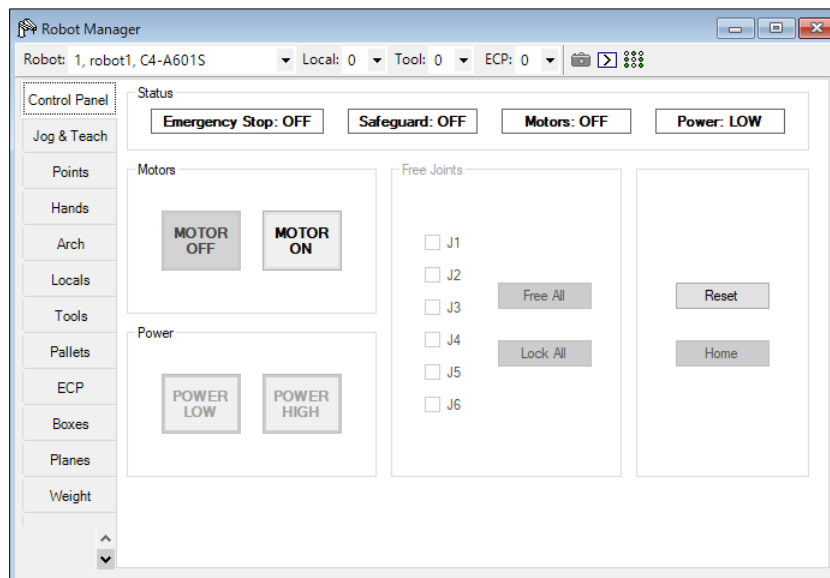 Robot Manager
Robot: 1, robot1, C4-A601S Local: 0 Tool: 0 ECP: 0
Control Panel
Jog & Teach
Points
Hands
Arch
Locals
Tools
Pallets
ECP
Boxes
Planes
Weight
Status
Emergency Stop: OFF Safeguard: OFF Motors: OFF Power: LOW
Motors
MOTOR
OFF
MOTOR
ON
Power
POWER
LOW
POWER
HIGH
Free Joints
J1
J2
J3
J4
J5
J6
Free All
Lock All
Reset
Home